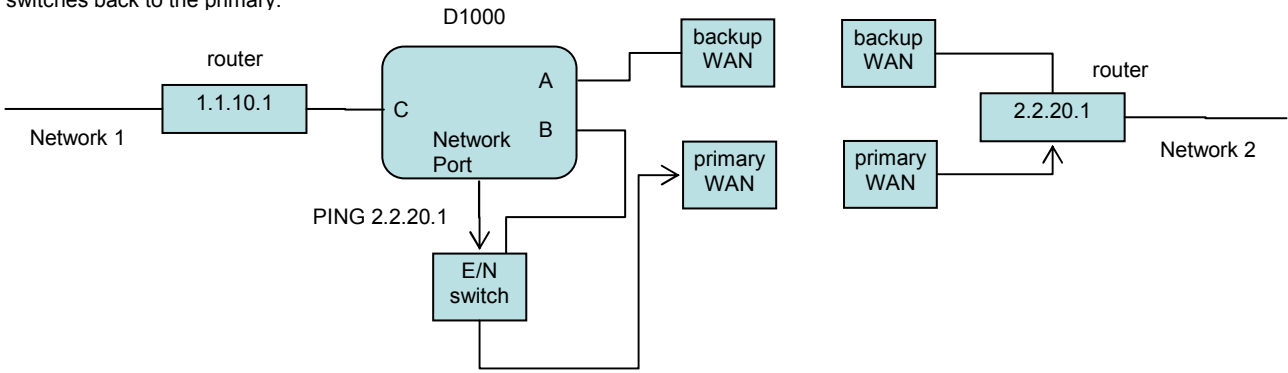 switches back to the primary.
D1000
router
1.1.10.1
Network 1
C
A
B
Network
Port
PING 2.2.20.1
E/N
switch
backup
WAN
primary
WAN
backup
WAN
primary
WAN
router
2.2.20.1
Network 2